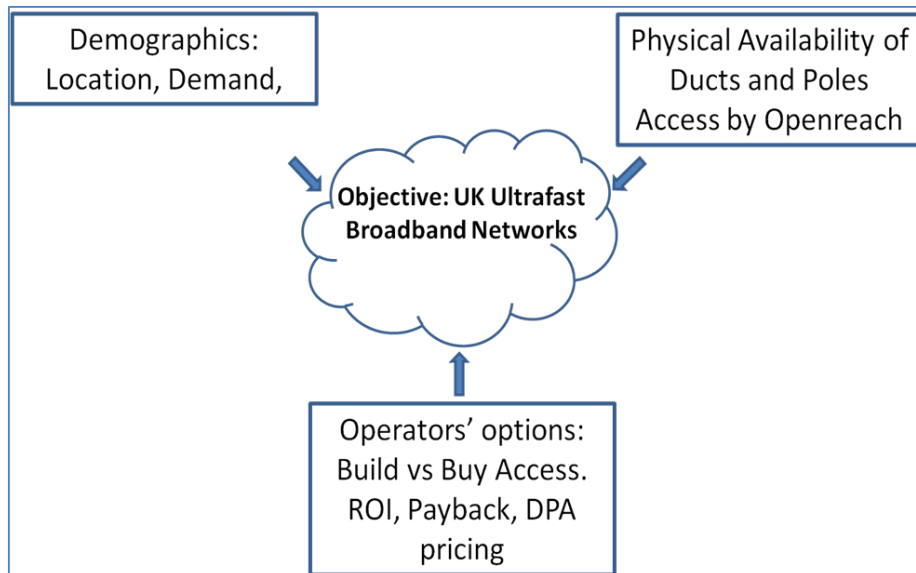 Demographics:
Location, Demand,
Physical Availability of
Ducts and Poles
Access by Openreach
Objective: UK Ultrafast
Broadband Networks
Operators’ options:
Build vs Buy Access.
ROI, Payback, DPA
pricing